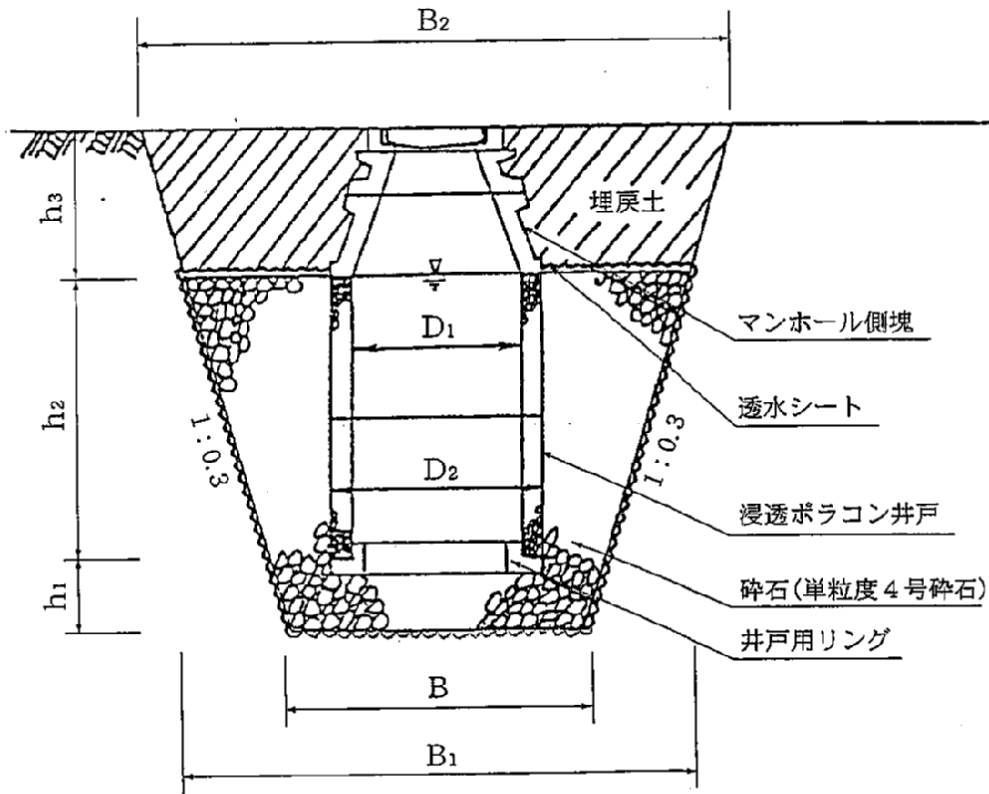 B₂
h₃
埋戻土
マンホール側塊
D₁
透水シート
h₂
1:0.3
1:0.3
D₂
浸透ポラコン井戸
砕石(単粒度4号砕石)
h₁
井戸用リング
B
B₁